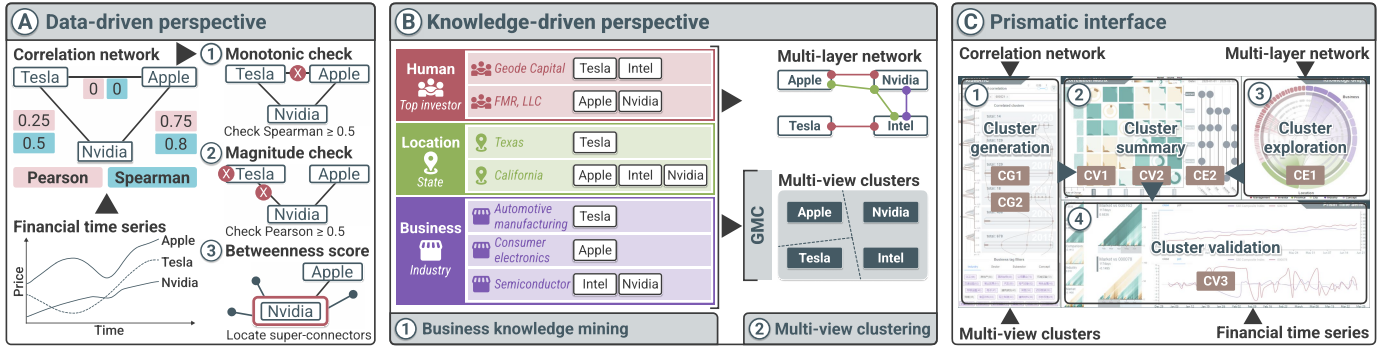 A Data-driven perspective
Correlation network
Tesla
Apple
0 0
0.25
0.5
0.75
0.8
Nvidia
Pearson Spearman
Financial time series
Price
Apple
Tesla
Nvidia
Time
1 Monotonic check
Tesla X Apple
Nvidia
Check Spearman ≥ 0.5
2 Magnitude check
X Tesla Apple
X
Nvidia
Check Pearson ≥ 0.5
3 Betweenness score
Apple
Nvidia
Locate super-connectors
B Knowledge-driven perspective
Human
Top investor
Geode Capital Tesla Intel
FMR, LLC Apple Nvidia
Location
State
Texas Tesla
California Apple Intel Nvidia
Business
Industry
Automotive
manufacturing Tesla
Consumer
electronics Apple
Semiconductor Intel Nvidia
1 Business knowledge mining
Multi-layer network
Apple Nvidia
Tesla Intel
GMC
Multi-view clusters
Apple Nvidia
Tesla Intel
2 Multi-view clustering
C Prismatic interface
Correlation network
Multi-layer network
1
Cluster
generation
CG1
CG2
2
Cluster
summary
CV1 CV2 CE2
3
Cluster
exploration
CE1
4
Cluster validation
CV3
Multi-view clusters
Financial time series